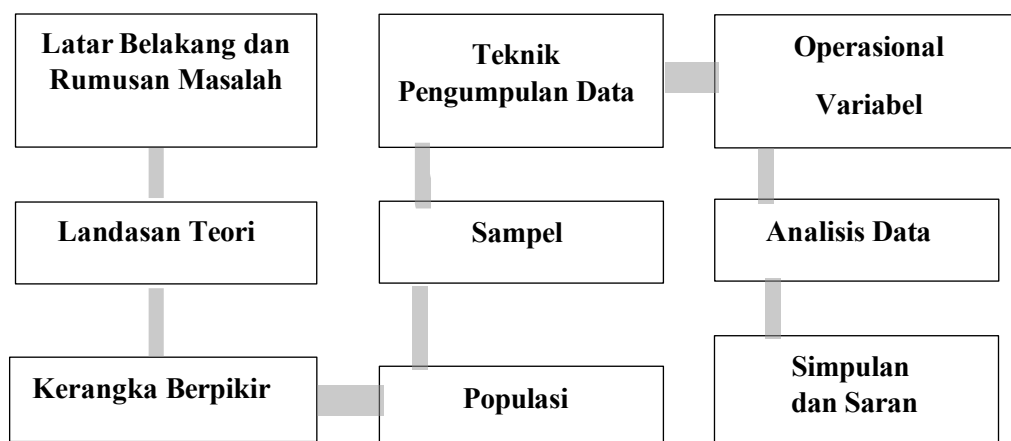 Latar Belakang dan
Rumusan Masalah
Landasan Teori
Kerangka Berpikir
Populasi
Sampel
Teknik
Pengumpulan Data
Operasional
Variabel
Analisis Data
Simpulan
dan Saran